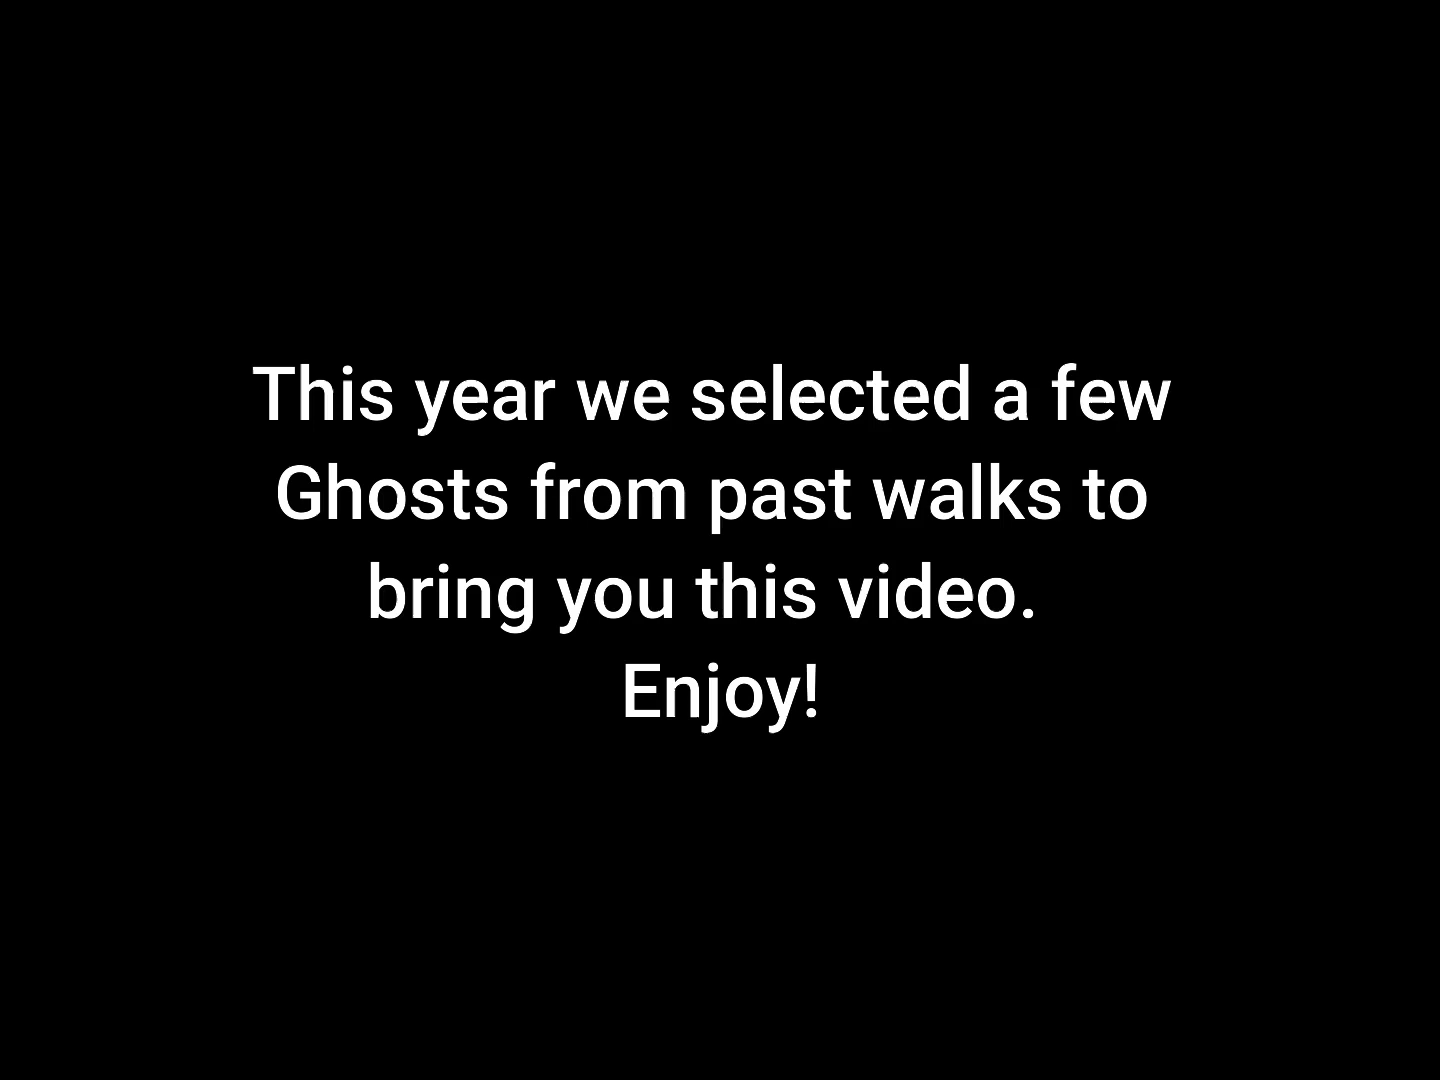 This year we selected a few
Ghosts from past walks to
bring you this video.
Enjoy!